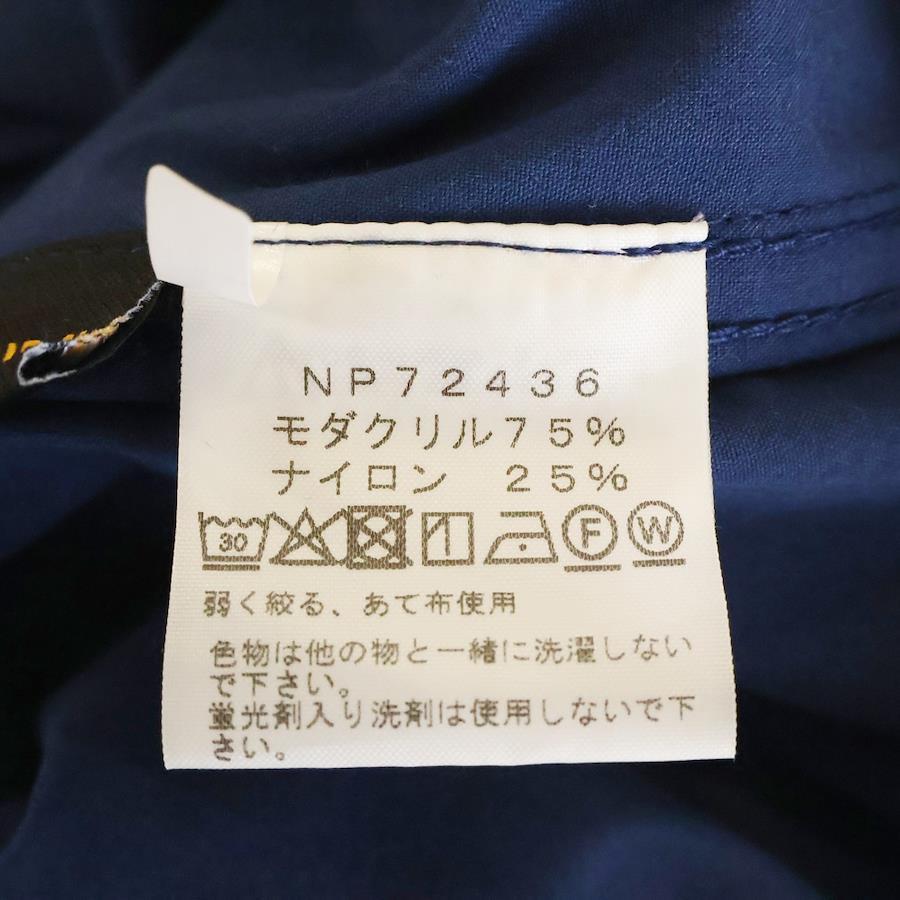 NP72436
モダクリル75%
ナイロン 25%
30 F W
弱く絞る、あて布使用
色物は他の物と一緒に洗濯しない
で下さい。
蛍光剤入り洗剤は使用しないで下
さい。